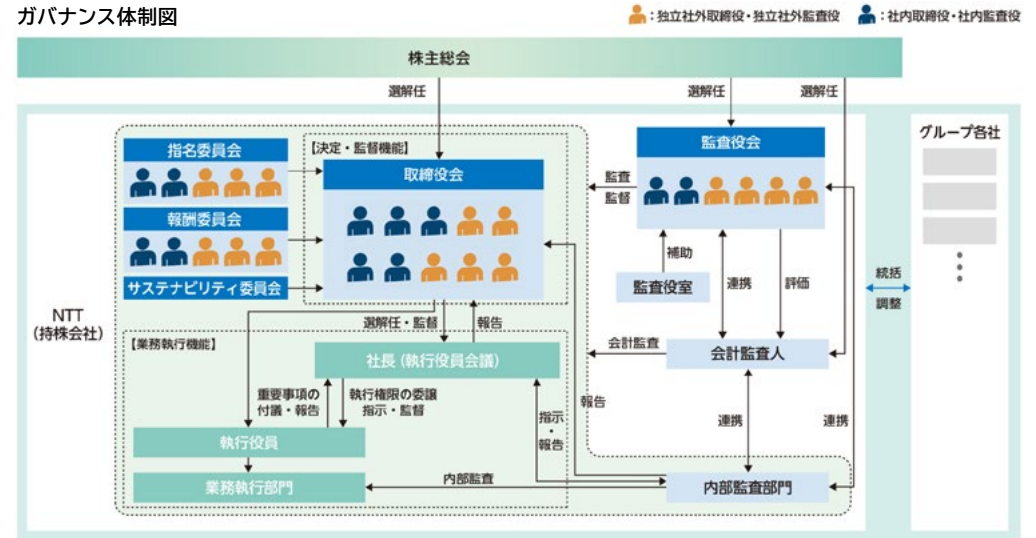 ガバナンス体制図
：独立社外取締役・独立社外監査役
：社内取締役・社内監査役
株主総会
選解任
選解任
選解任
グループ各社
指名委員会
【決定・監督機能】
取締役会
監査役会
監査
監督
報酬委員会
補助
サステナビリティ委員会
監査役室
連携
評価
統括
調整
NTT
（持株会社）
選解任・監督
報告
【業務執行機能】
社長（執行役員会議）
会計監査
会計監査人
重要事項の
付議・報告
執行権限の委譲
指示・監督
報告
指示
・
報告
連携
連携
執行役員
業務執行部門
内部監査
内部監査部門